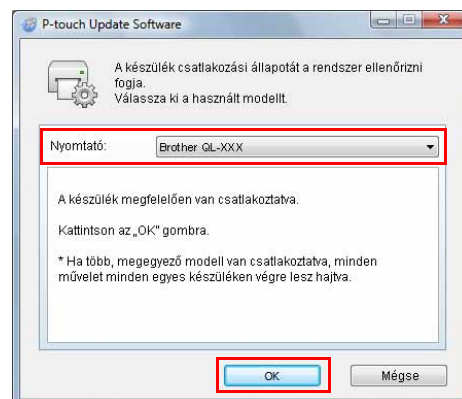 P-touch Update Software
A készülék csatlakozási állapotát a rendszer ellenőrizni
fogja.
Válassza ki a használt modellt.
Nyomtató:
Brother QL-XXX
A készülék megfelelően van csatlakoztatva.
Kattintson az „OK” gombra.
* Ha több, megegyező modell van csatlakoztatva, minden
művelet minden egyes készüléken végre lesz hajtva.
OK
Mégse